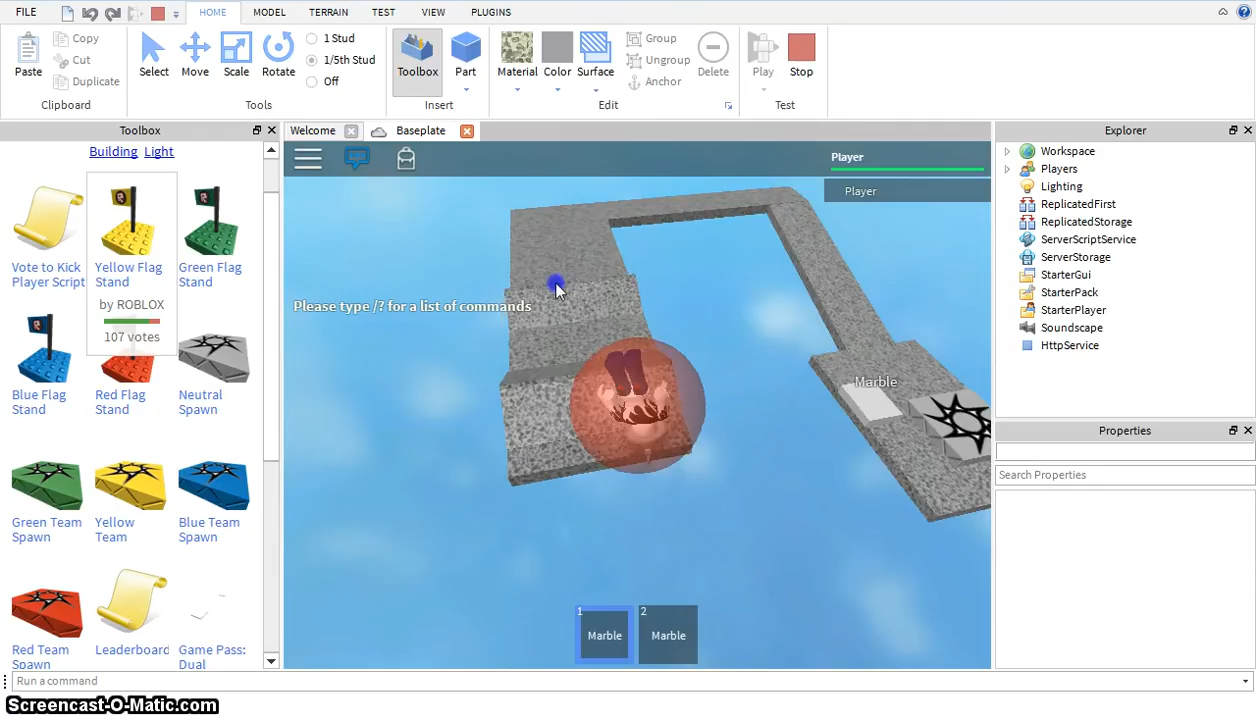 FILE HOME MODEL TERRAIN TEST VIEW PLUGINS
Paste
Copy
Cut
Duplicate
Clipboard
Select Move Scale Rotate
1 Stud
1/5th Stud
Off
Tools
Toolbox Part
Insert
Material Color Surface
Group
Ungroup
Anchor
Delete
Edit
Play Stop
Test
Toolbox
Building Light
Vote to Kick
Player Script
Yellow Flag
Stand
Green Flag
Stand
by ROBLOX
107 votes
Blue Flag
Stand
Red Flag
Stand
Neutral
Spawn
Green Team
Spawn
Yellow
Team
Blue Team
Spawn
Red Team
Spawn
Leaderboard
Game Pass:
Dual
Welcome Baseplate
Player
Player
Please type /? for a list of commands
Marble
1 Marble
2 Marble
Explorer
Workspace
Players
Lighting
ReplicatedFirst
ReplicatedStorage
ServerScriptService
ServerStorage
StarterGui
StarterPack
StarterPlayer
Soundscape
HttpService
Properties
Search Properties
Run a command
Screencast-O-Matic.com